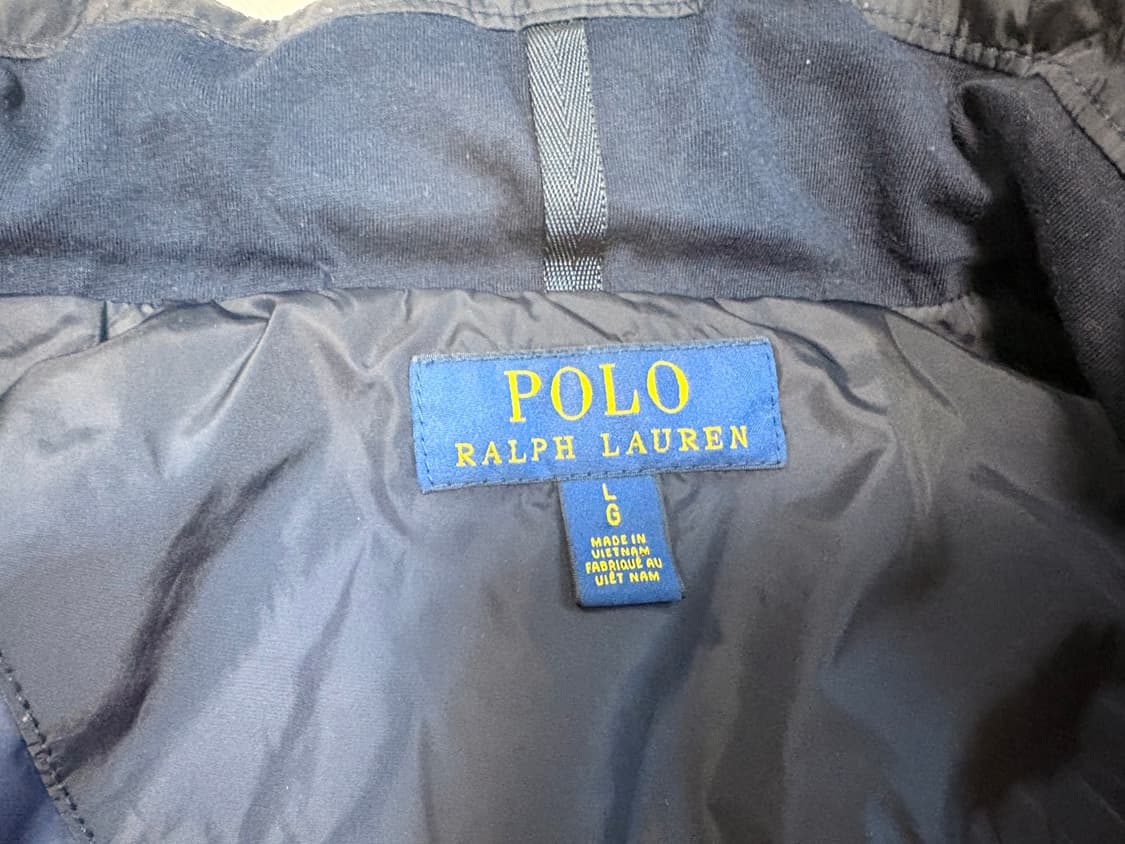 POLO
RALPH LAUREN
L
G
MADE IN
VIETNAM
FABRIQUÉ AU
VIÊT NAM